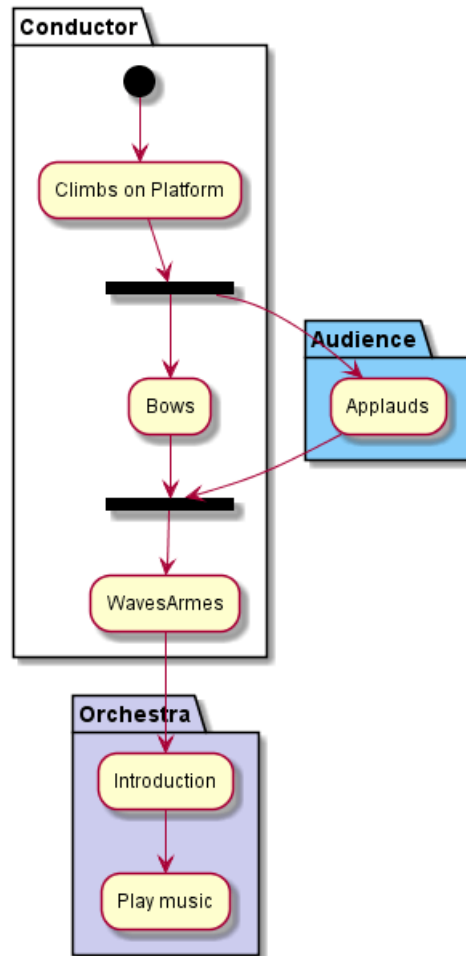 Conductor
Climbs on Platform
Audience
Bows
Applauds
WavesArmes
Orchestra
Introduction
Play music